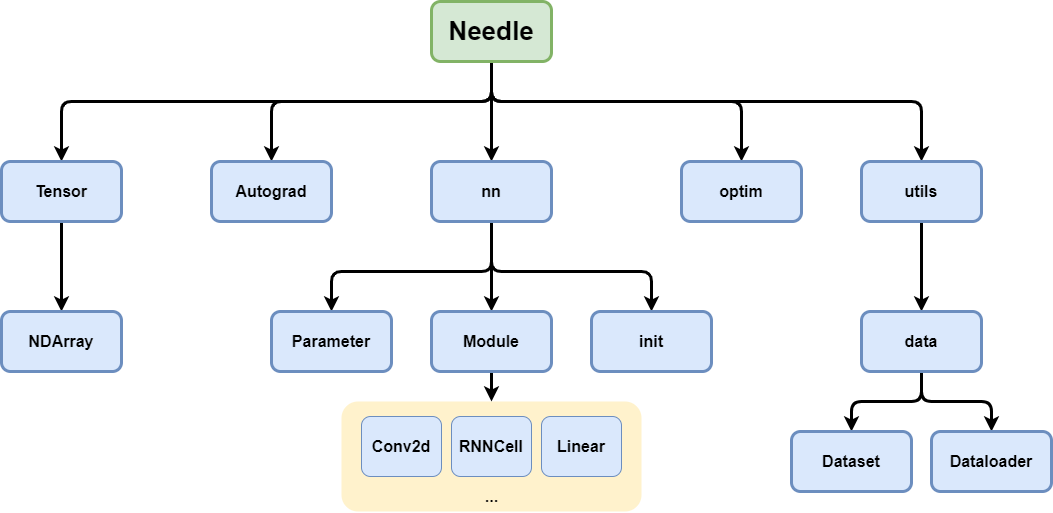 Needle
Tensor
Autograd
nn
optim
utils
NDArray
Parameter
Module
init
data
Conv2d
RNNCell
Linear
...
Dataset
Dataloader